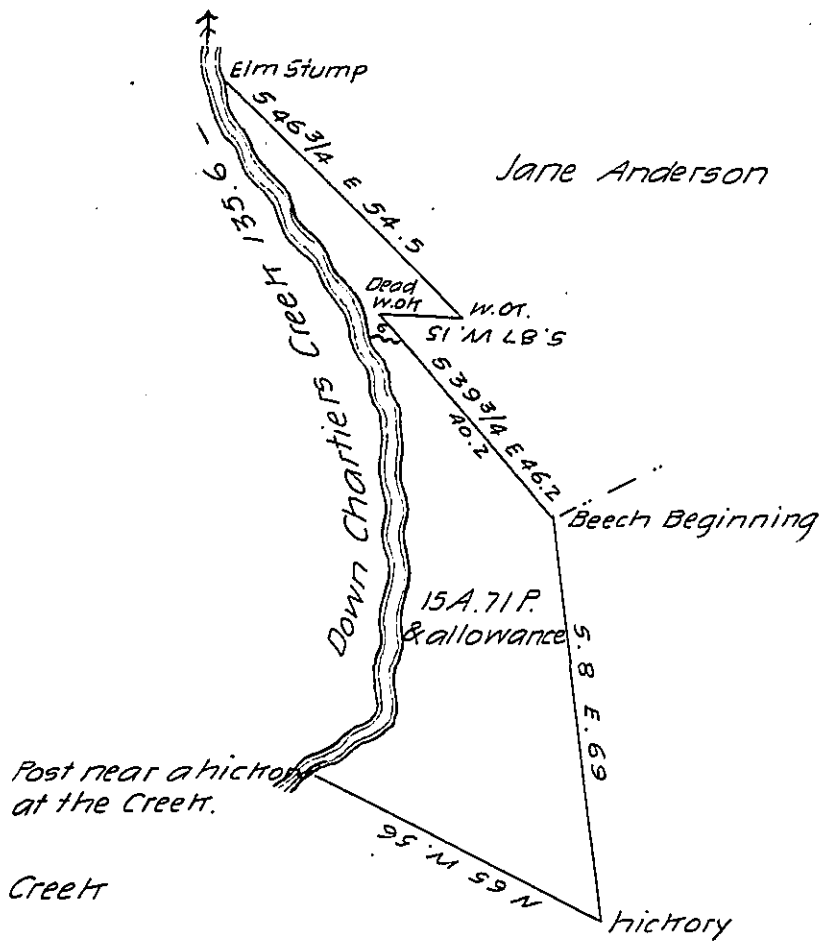 Elm Stump
S 46 3/4 E 54.5
Jane Anderson
Down Chartiers Creek 135.6
Dead
W.ok
W.ok.
S.87 W.15
6
S 39 3/4 E 46.2
40.2
Beech Beginning
15A.71P.
& allowance
S.8 E.69
Post near a hickory
at the Creek.
N 65 W.56
Creek
hickory